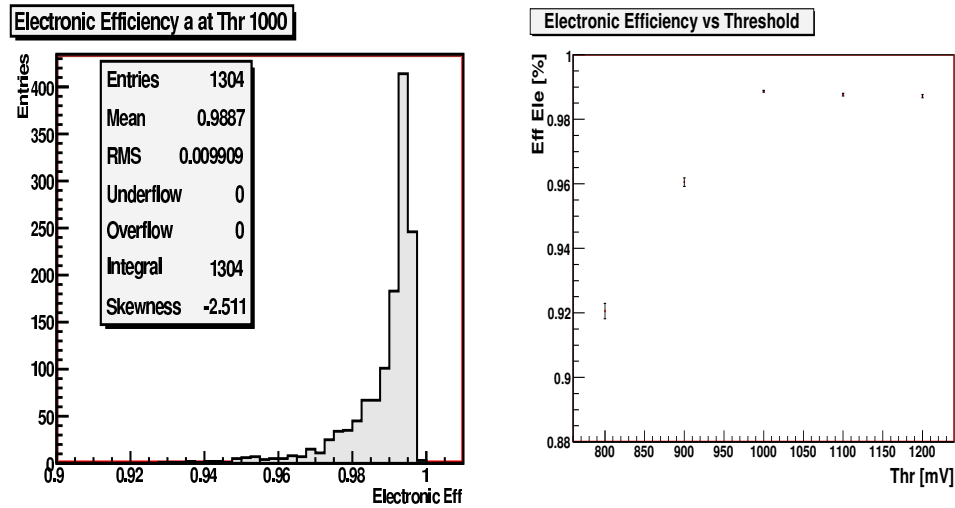 Electronic Efficiency a at Thr 1000
Entries
400
350
300
250
200
150
100
50
0
Entries 1304
Mean 0.9887
RMS 0.009909
Underflow 0
Overflow 0
Integral 1304
Skewness -2.511
0.9 0.92 0.94 0.96 0.98 1
Electronic Eff
Electronic Efficiency vs Threshold
Eff Ele [%]
1
0.98
0.96
0.94
0.92
0.9
0.88
800 850 900 950 1000 1050 1100 1150 1200
Thr [mV]